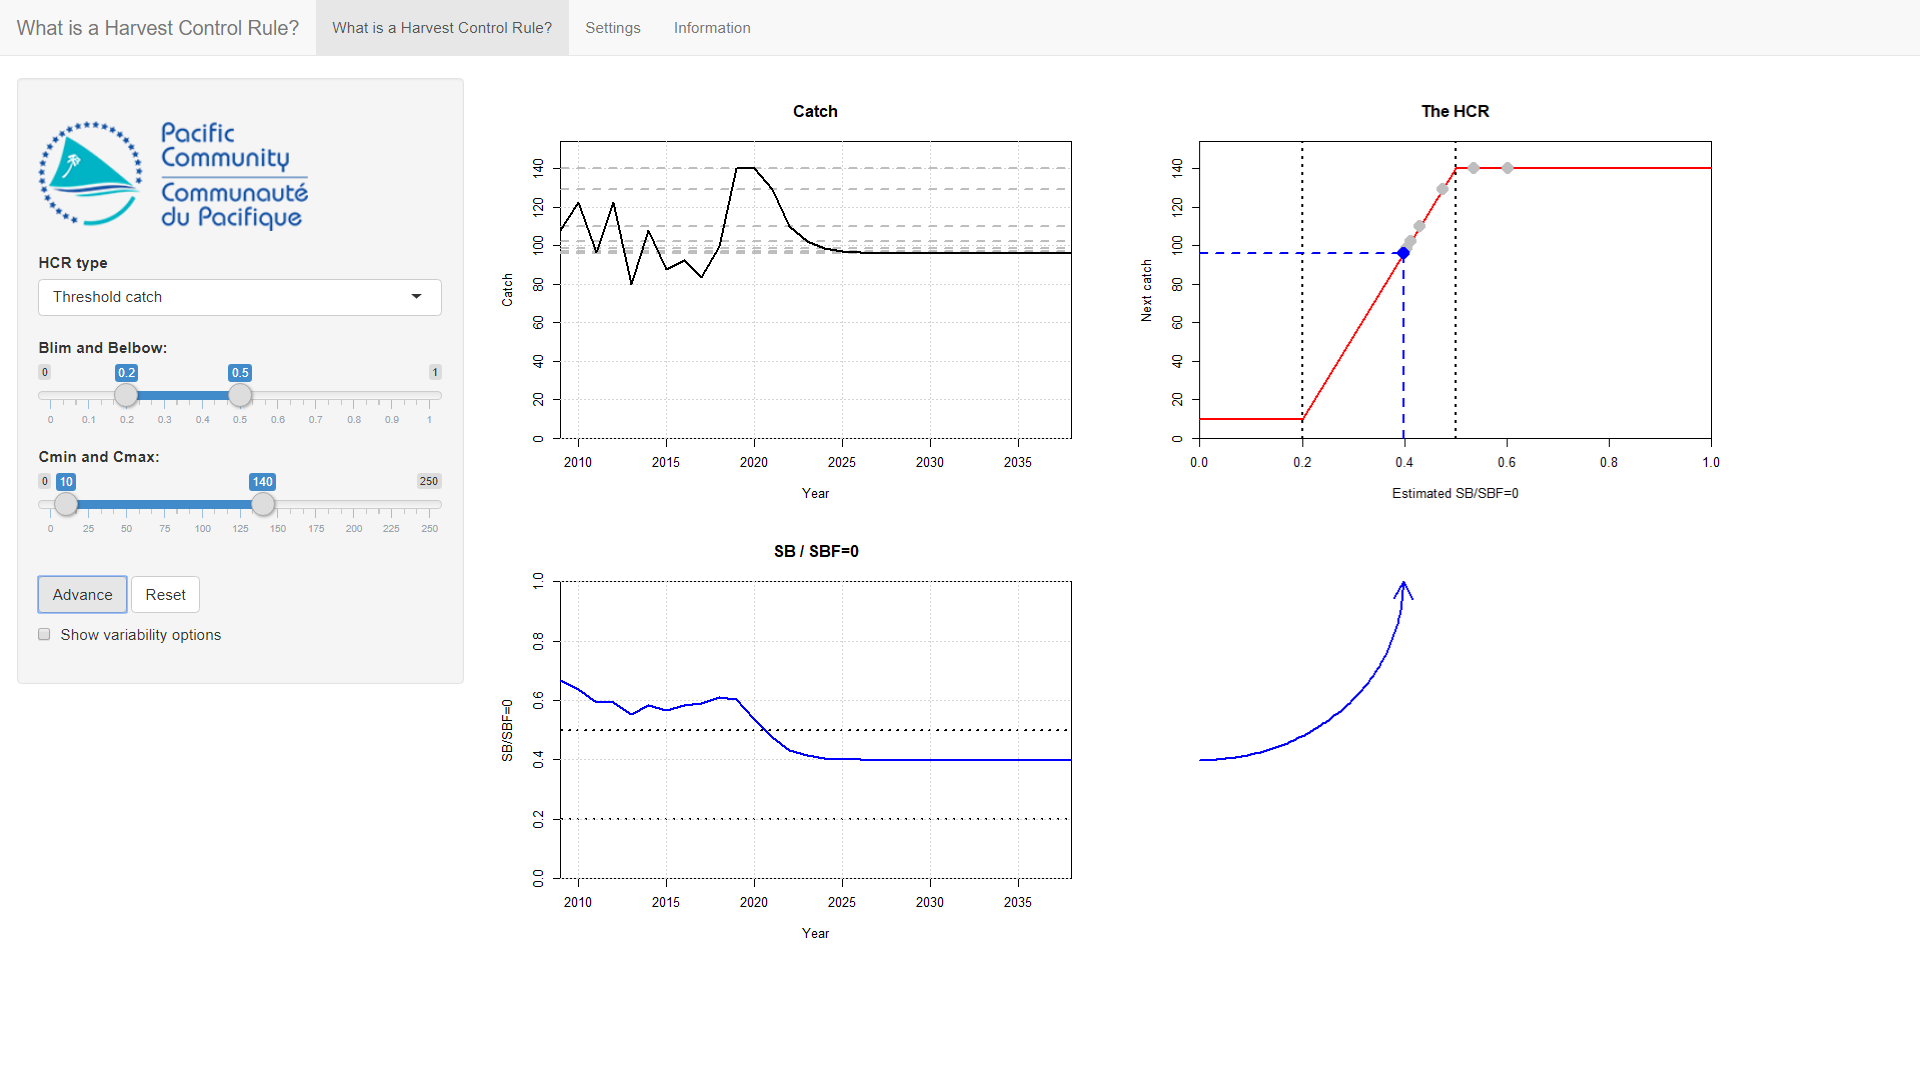 What is a Harvest Control Rule?
What is a Harvest Control Rule?
Settings
Information
Pacific
Community
Communauté
du Pacifique
HCR type
Threshold catch
Blim and Belbow:
0 0.2 0.5 1
0 0.1 0.2 0.3 0.4 0.5 0.6 0.7 0.8 0.9 1
Cmin and Cmax:
0 10 140 250
0 25 50 75 100 125 150 175 200 225 250
Advance
Reset
Show variability options
Catch
Catch
0 20 40 60 80 100 120 140
2010 2015 2020 2025 2030 2035
Year
The HCR
Next catch
0 20 40 60 80 100 120 140
0.0 0.2 0.4 0.6 0.8 1.0
Estimated SB/SBF=0
SB / SBF=0
SB/SBF=0
0.0 0.2 0.4 0.6 0.8 1.0
2010 2015 2020 2025 2030 2035
Year